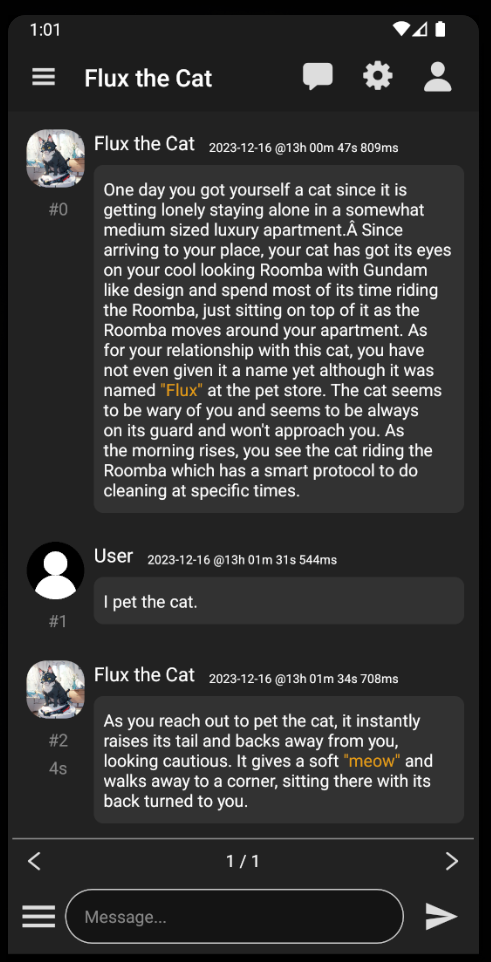 1:01
Flux the Cat
Flux the Cat 2023-12-16 @13h 00m 47s 809ms
#0
One day you got yourself a cat since it is
getting lonely staying alone in a somewhat
medium sized luxury apartment.Â Since
arriving to your place, your cat has got its eyes
on your cool looking Roomba with Gundam
like design and spend most of its time riding
the Roomba, just sitting on top of it as the
Roomba moves around your apartment. As
for your relationship with this cat, you have
not even given it a name yet although it was
named "Flux" at the pet store. The cat seems
to be wary of you and seems to be always
on its guard and won't approach you. As
the morning rises, you see the cat riding the
Roomba which has a smart protocol to do
cleaning at specific times.
User 2023-12-16 @13h 01m 31s 544ms
#1
I pet the cat.
Flux the Cat 2023-12-16 @13h 01m 34s 708ms
#2
4s
As you reach out to pet the cat, it instantly
raises its tail and backs away from you,
looking cautious. It gives a soft "meow" and
walks away to a corner, sitting there with its
back turned to you.
1 / 1
Message...